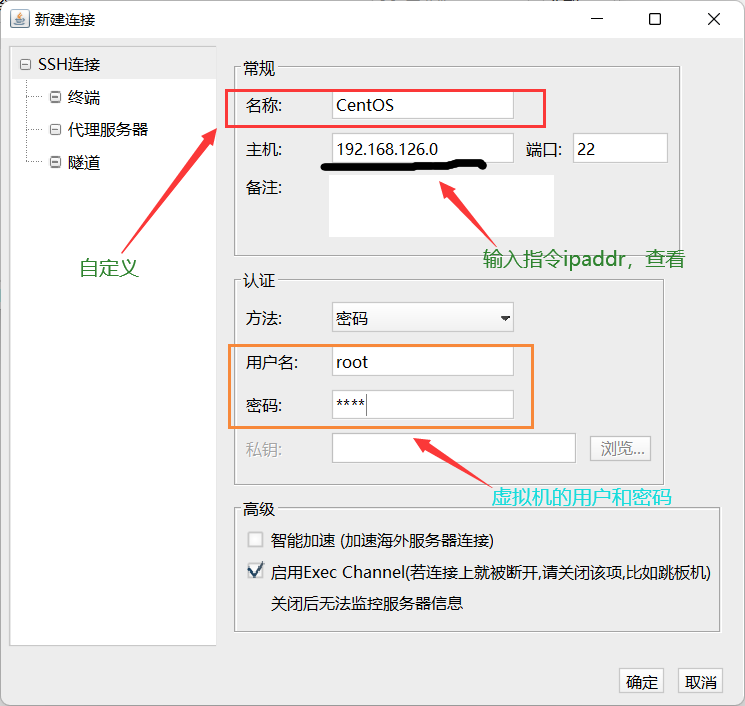 新建连接
SSH连接
终端
代理服务器
隧道
常规
名称: CentOS
主机: 192.168.126.0 端口: 22
备注:
自定义
输入指令ipaddr，查看
认证
方法: 密码
用户名: root
密码: ****
私钥: 浏览...
虚拟机的用户和密码
高级
智能加速 (加速海外服务器连接)
启用Exec Channel(若连接上就被断开,请关闭该项,比如跳板机)
关闭后无法监控服务器信息
确定 取消